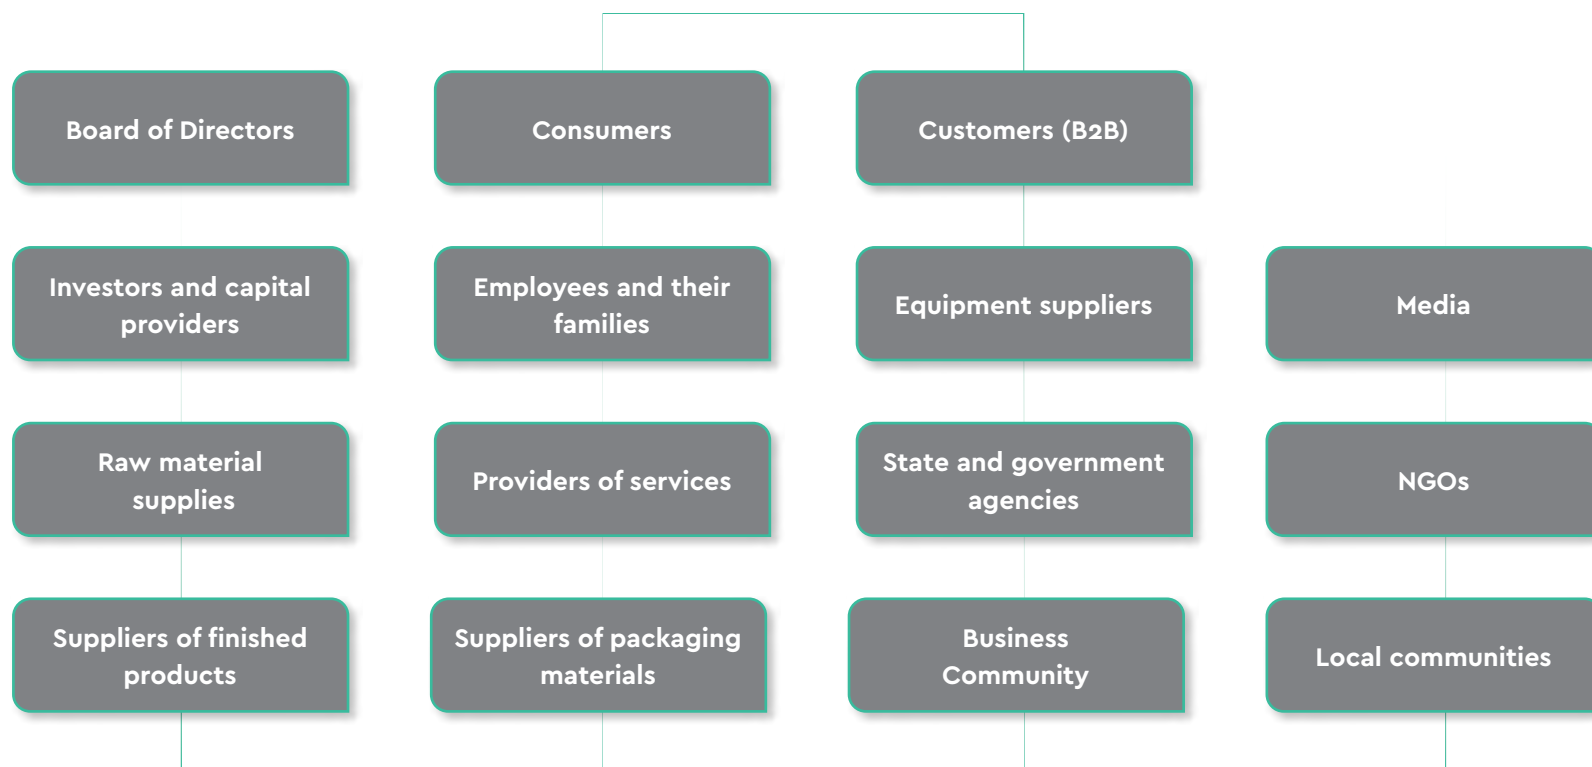 Board of Directors
Consumers
Customers (B2B)
Investors and capital
providers
Employees and their
families
Equipment suppliers
Media
Raw material
supplies
Providers of services
State and government
agencies
NGOs
Suppliers of finished
products
Suppliers of packaging
materials
Business
Community
Local communities